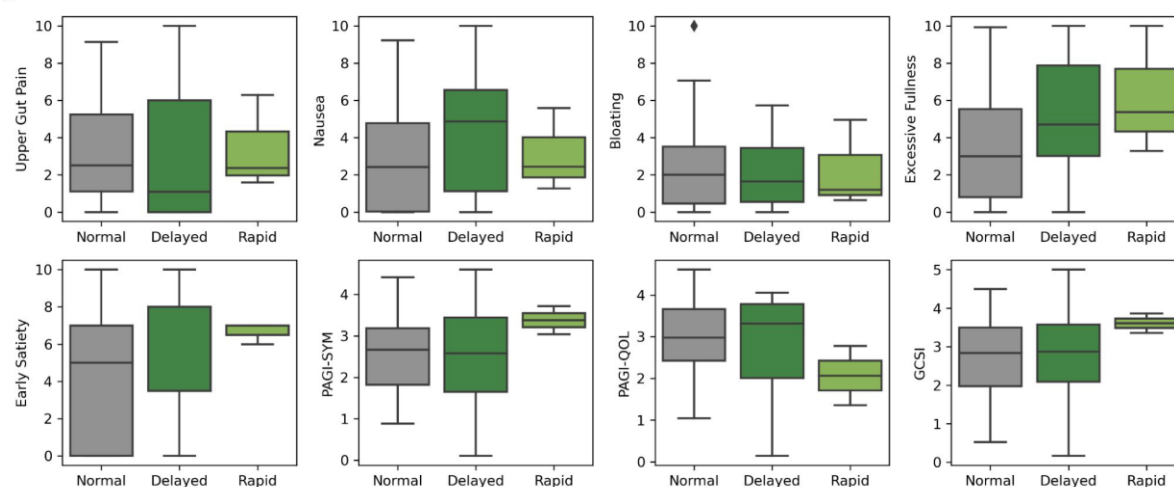 Upper Gut Pain
10
8
6
4
2
0
Normal Delayed Rapid
Nausea
10
8
6
4
2
0
Normal Delayed Rapid
Bloating
10
8
6
4
2
0
Normal Delayed Rapid
Excessive Fullness
10
8
6
4
2
0
Normal Delayed Rapid
Early Satiety
10
8
6
4
2
0
Normal Delayed Rapid
PAGI-SYM
4
3
2
1
0
Normal Delayed Rapid
PAGI-QOL
4
3
2
1
0
Normal Delayed Rapid
GCSI
5
4
3
2
1
0
Normal Delayed Rapid